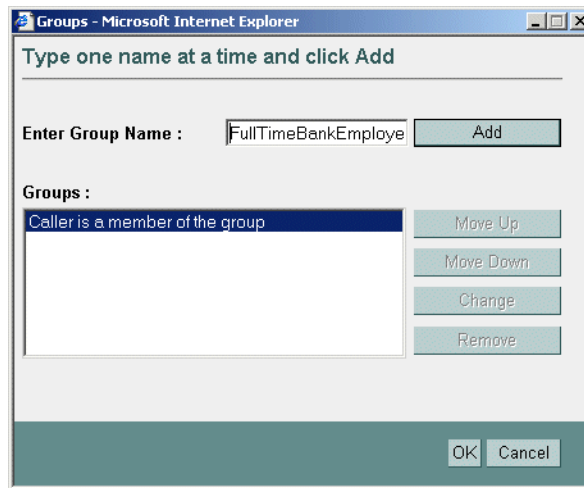 Groups - Microsoft Internet Explorer
Type one name at a time and click Add
Enter Group Name : FullTimeBankEmploye Add
Groups :
Caller is a member of the group
Move Up
Move Down
Change
Remove
OK Cancel